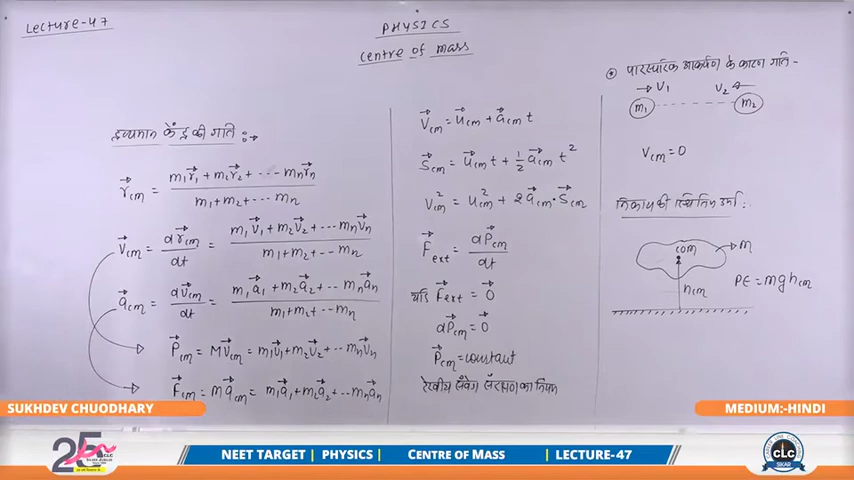 Lecture-47
PHYSICS
Centre of mass
द्रव्यमान केंद्र की गति :→
r⃗cm = (m₁r⃗₁ + m₂r⃗₂ + ... mₙr⃗ₙ) / (m₁ + m₂ + ... mₙ)
v⃗cm = dr⃗cm/dt = (m₁v⃗₁ + m₂v⃗₂ + ... mₙv⃗ₙ) / (m₁ + m₂ + ... mₙ)
a⃗cm = dv⃗cm/dt = (m₁a⃗₁ + m₂a⃗₂ + ... mₙa⃗ₙ) / (m₁ + m₂ + ... mₙ)
P⃗cm = Mv⃗cm = m₁v⃗₁ + m₂v⃗₂ + ... mₙv⃗ₙ
F⃗cm = Ma⃗cm = m₁a⃗₁ + m₂a⃗₂ + ... mₙa⃗ₙ
V⃗cm = u⃗cm + a⃗cm t
S⃗cm = u⃗cm t + 1/2 a⃗cm t²
V²cm = u²cm + 2a⃗cm · S⃗cm
F⃗ext = dP⃗cm/dt
यदि F⃗ext = 0⃗
dP⃗cm = 0⃗
P⃗cm = constant
रेखीय संवेग संरक्षण का नियम
पारस्परिक आकर्षण के कारण गति -
V₁ V₂
m₁ m₂
Vcm = 0
निकाय की स्थितिज उर्जा :-
com
M
hcm
PE = mghcm
SUKHDEV CHUODHARY
MEDIUM:-HINDI
25
CLC
NEET TARGET | PHYSICS | CENTRE OF MASS | LECTURE-47
CLC
SIKAR